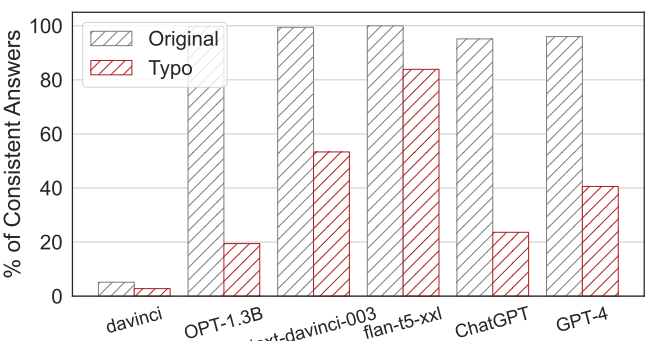 % of Consistent Answers
100
80
60
40
20
0
Original
Typo
davinci
OPT-1.3B
text-davinci-003
flan-t5-xxl
ChatGPT
GPT-4